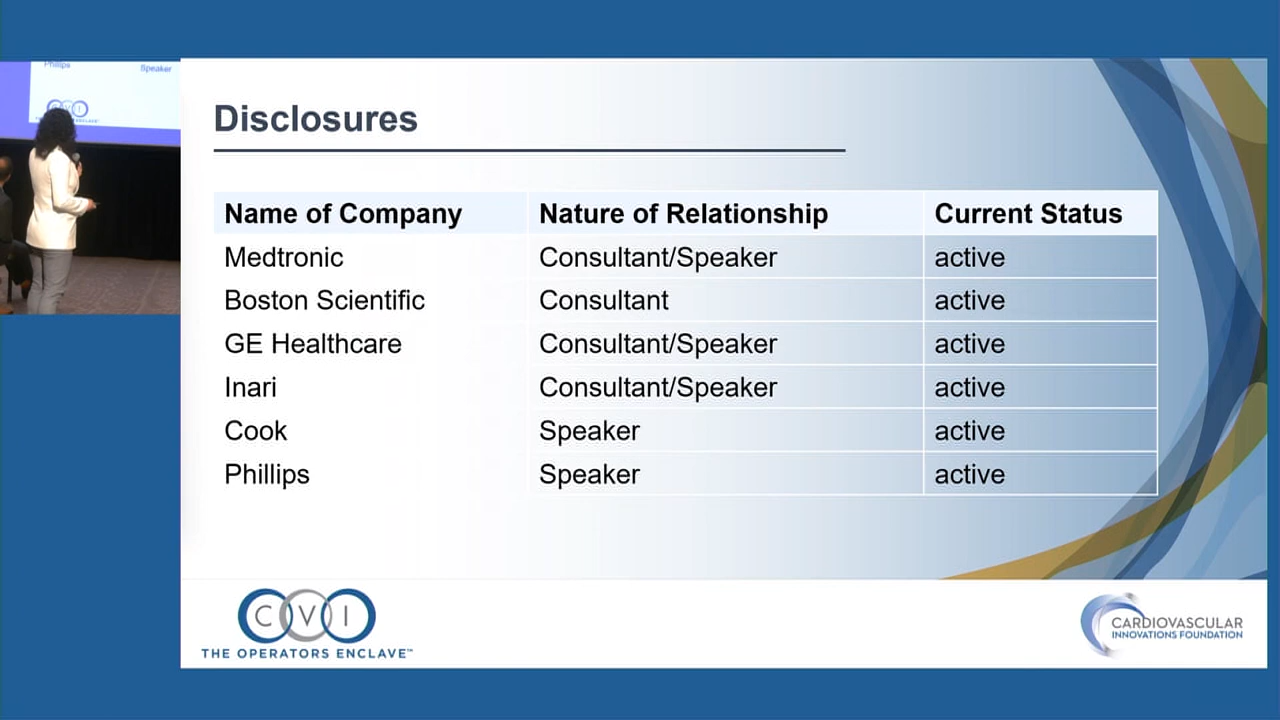 Phillips Speaker
CVI
Disclosures
Name of Company Nature of Relationship Current Status
Medtronic Consultant/Speaker active
Boston Scientific Consultant active
GE Healthcare Consultant/Speaker active
Inari Consultant/Speaker active
Cook Speaker active
Phillips Speaker active
CVI
THE OPERATORS ENCLAVE™
CARDIOVASCULAR
INNOVATIONS FOUNDATION